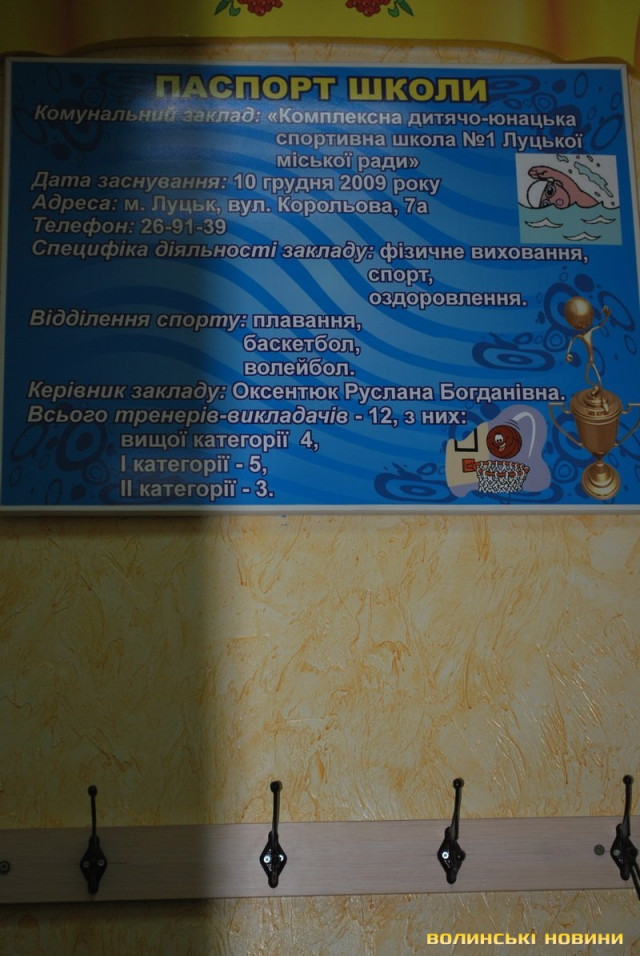 ПАСПОРТ ШКОЛИ
Комунальний заклад: «Комплексна дитячо-юнацька
спортивна школа №1 Луцької
міської ради»
Дата заснування: 10 грудня 2009 року
Адреса: м. Луцьк, вул. Корольова, 7а
Телефон: 26-91-39
Специфіка діяльності закладу: фізичне виховання,
спорт,
оздоровлення.
Відділення спорту: плавання,
баскетбол,
волейбол.
Керівник закладу: Оксентюк Руслана Богданівна.
Всього тренерів-викладачів - 12, з них:
вищої категорії 4,
І категорії - 5,
ІІ категорії - 3.
ВОЛИНСЬКІ НОВИНИ